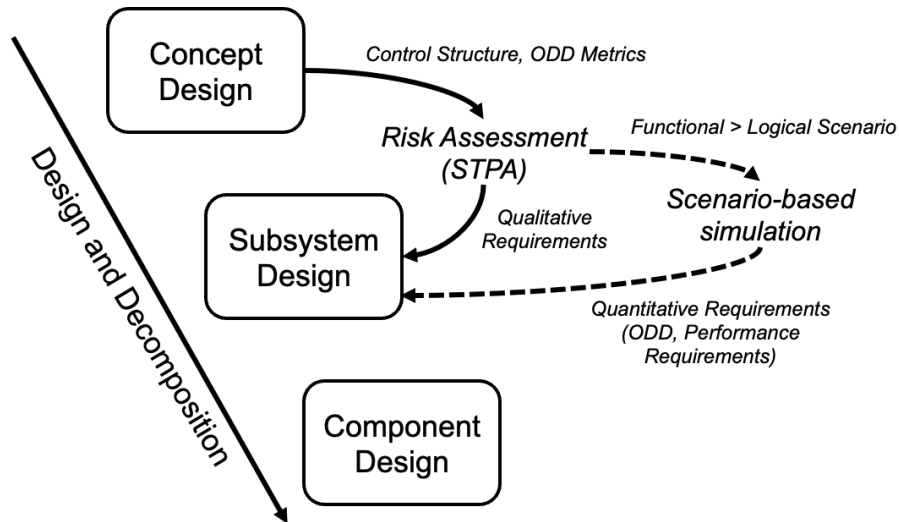 Concept
Design
Control Structure, ODD Metrics
Risk Assessment
(STPA)
Functional > Logical Scenario
Scenario-based
simulation
Qualitative
Requirements
Subsystem
Design
Quantitative Requirements
(ODD, Performance
Requirements)
Design and Decomposition
Component
Design